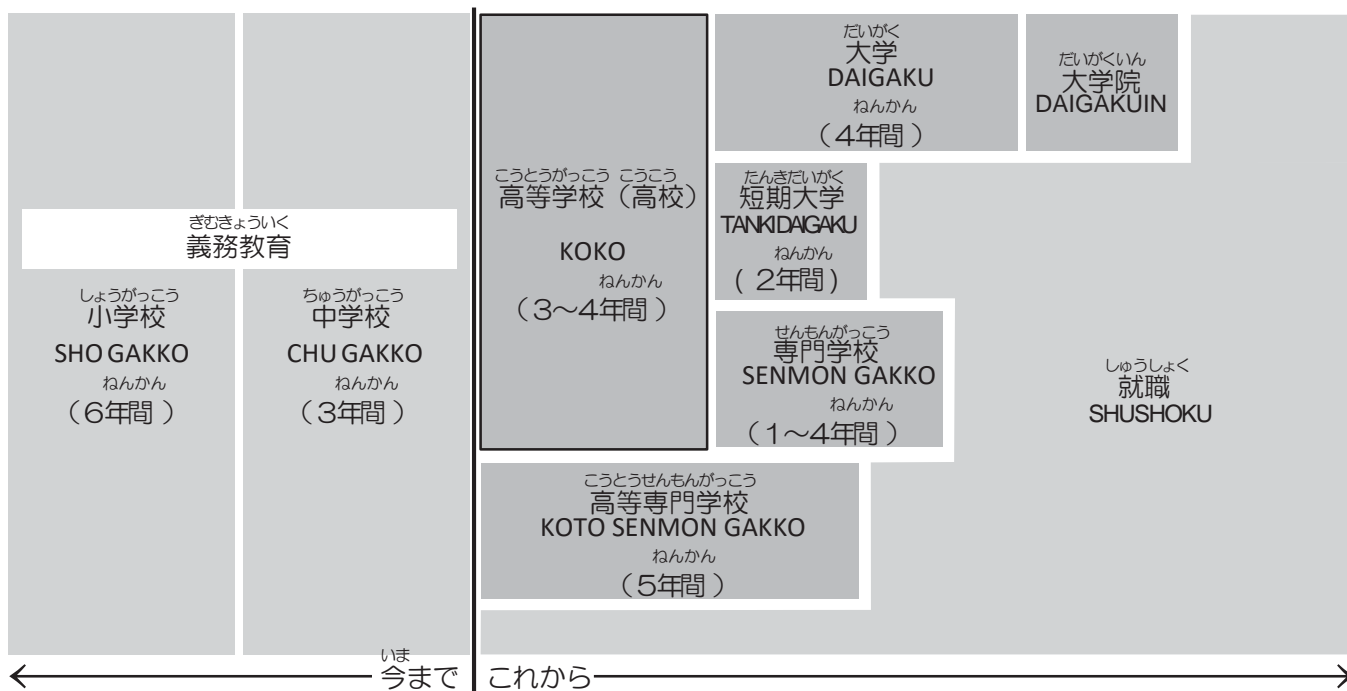 ぎむきょういく
義務教育
しょうがっこう
小学校
SHO GAKKO
ねんかん
（6年間）
ちゅうがっこう
中学校
CHU GAKKO
ねんかん
（3年間）
こうとうがっこう こうこう
高等学校（高校）
KOKO
ねんかん
（3～4年間）
だいがく
大学
DAIGAKU
ねんかん
（4年間）
だいがくいん
大学院
DAIGAKUIN
たんきだいがく
短期大学
TANKIDAIGAKU
ねんかん
(2年間)
せんもんがっこう
専門学校
SENMON GAKKO
ねんかん
（1～4年間）
こうとうせんもんがっこう
高等専門学校
KOTO SENMON GAKKO
ねんかん
（5年間）
しゅうしょく
就職
SHUSHOKU
いま
今まで
これから